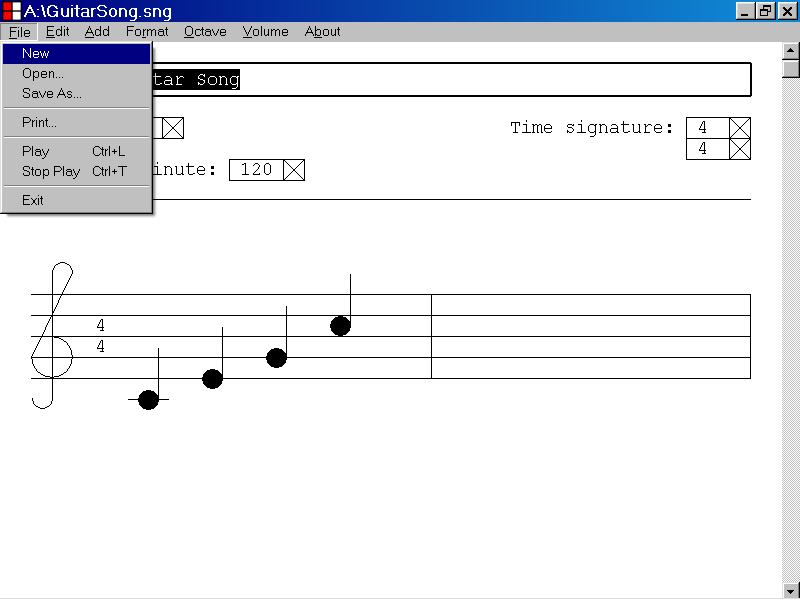 A:\GuitarSong.sng
File Edit Add Format Octave Volume About
New
Open...
Save As...
Print...
Play Ctrl+L
Stop Play Ctrl+T
Exit
tar Song
Time signature: 4
4
inute: 120
4
4